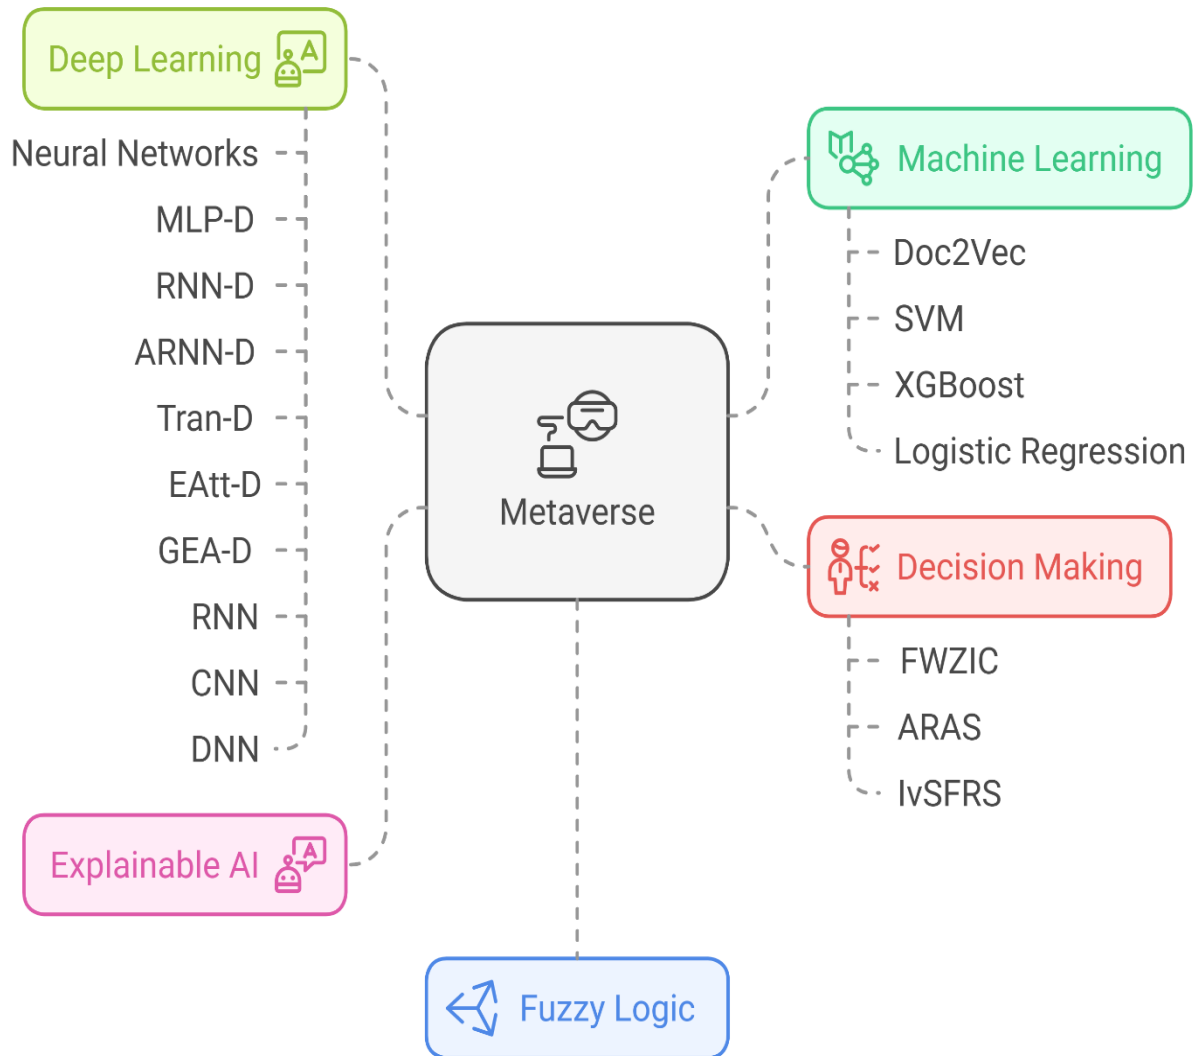 Deep Learning
Neural Networks
MLP-D
RNN-D
ARNN-D
Tran-D
EAtt-D
GEA-D
RNN
CNN
DNN
Explainable AI
Metaverse
Fuzzy Logic
Machine Learning
Doc2Vec
SVM
XGBoost
Logistic Regression
Decision Making
FWZIC
ARAS
IvSFRS